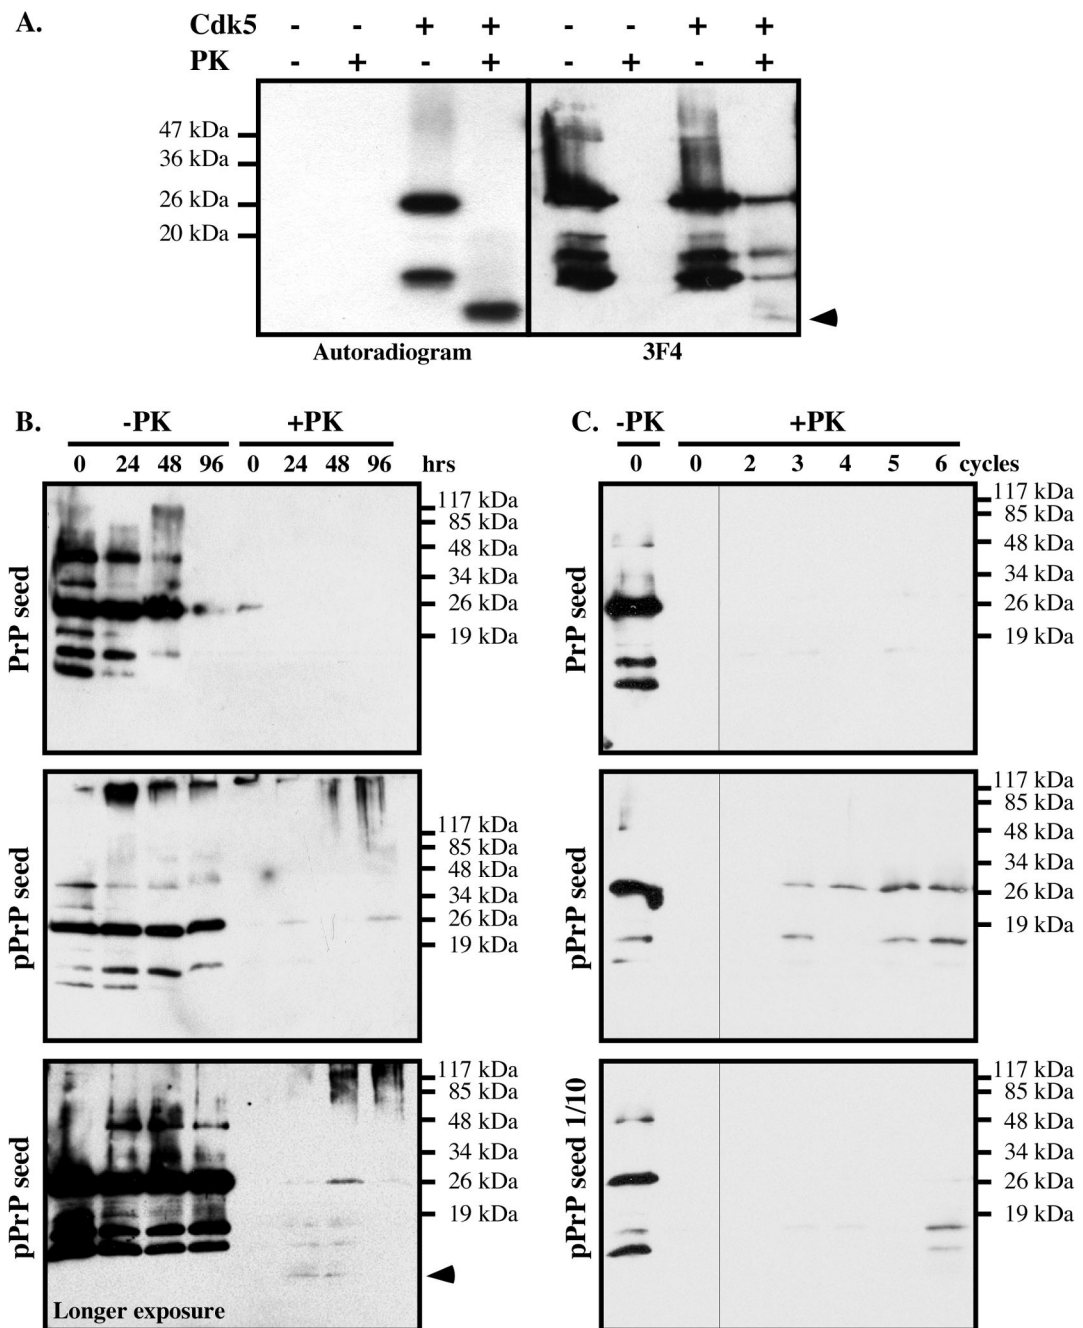 A.
Cdk5 - - + + - - + +
PK - + - + - + - +
47 kDa
36 kDa
26 kDa
20 kDa
Autoradiogram 3F4
B. -PK +PK
0 24 48 96 0 24 48 96 hrs
PrP seed
117 kDa
85 kDa
48 kDa
34 kDa
26 kDa
19 kDa
pPrP seed
117 kDa
85 kDa
48 kDa
34 kDa
26 kDa
19 kDa
pPrP seed
117 kDa
85 kDa
48 kDa
34 kDa
26 kDa
19 kDa
Longer exposure
C. -PK +PK
0 0 2 3 4 5 6 cycles
PrP seed
117 kDa
85 kDa
48 kDa
34 kDa
26 kDa
19 kDa
pPrP seed
117 kDa
85 kDa
48 kDa
34 kDa
26 kDa
19 kDa
pPrP seed 1/10
117 kDa
85 kDa
48 kDa
34 kDa
26 kDa
19 kDa